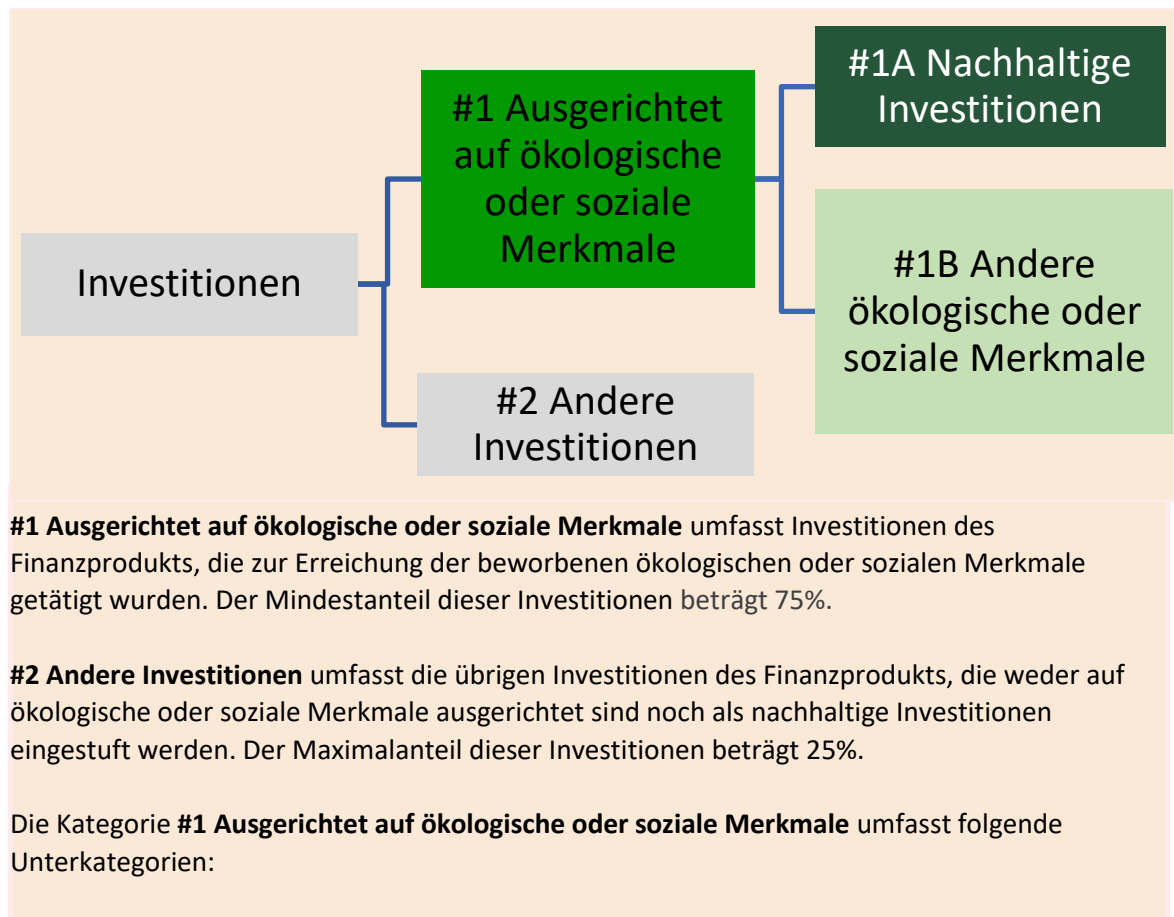 #1A Nachhaltige
Investitionen
#1 Ausgerichtet
auf ökologische
oder soziale
Merkmale
#1B Andere
ökologische oder
soziale Merkmale
Investitionen
#2 Andere
Investitionen
#1 Ausgerichtet auf ökologische oder soziale Merkmale umfasst Investitionen des
Finanzprodukts, die zur Erreichung der beworbenen ökologischen oder sozialen Merkmale
getätigt wurden. Der Mindestanteil dieser Investitionen beträgt 75%.
#2 Andere Investitionen umfasst die übrigen Investitionen des Finanzprodukts, die weder auf
ökologische oder soziale Merkmale ausgerichtet sind noch als nachhaltige Investitionen
eingestuft werden. Der Maximalanteil dieser Investitionen beträgt 25%.
Die Kategorie #1 Ausgerichtet auf ökologische oder soziale Merkmale umfasst folgende
Unterkategorien: